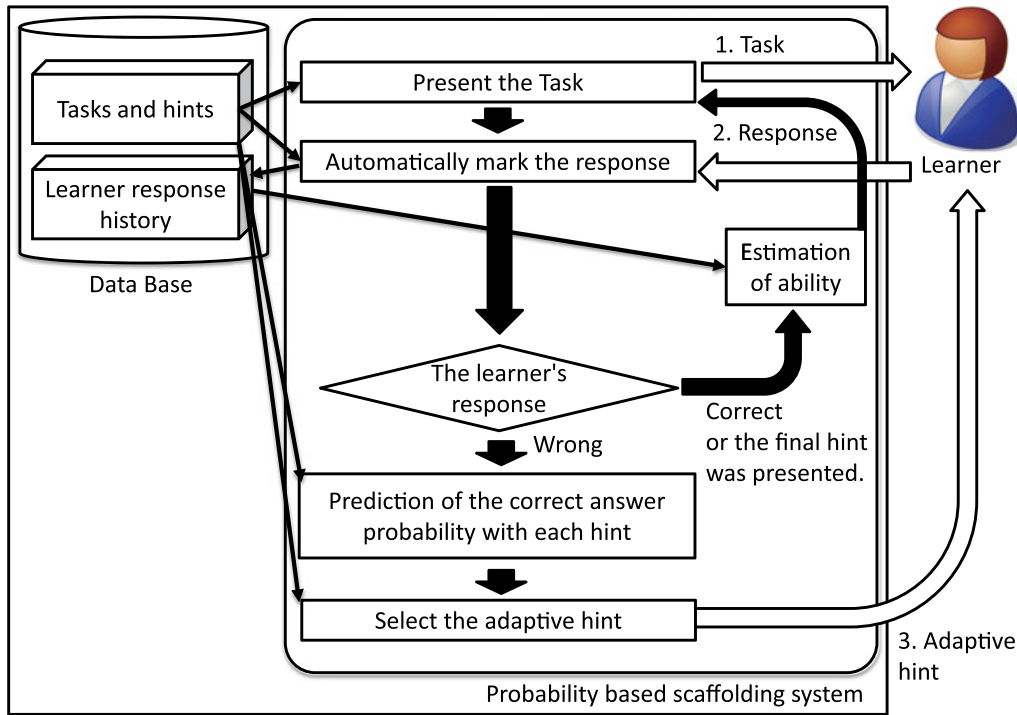 1. Task
Present the Task
Tasks and hints
2. Response
Automatically mark the response
Learner
Learner response
history
Estimation
of ability
Data Base
The learner's
response
Correct
or the final hint
was presented.
Wrong
Prediction of the correct answer
probability with each hint
Select the adaptive hint
3. Adaptive
hint
Probability based scaffolding system